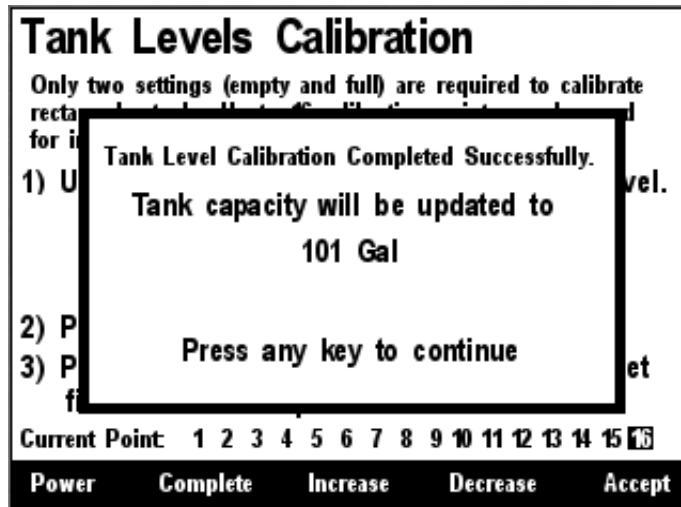 Tank Levels Calibration
Only two settings (empty and full) are required to calibrate
for
Tank Level Calibration Completed Successfully.
1)
Tank capacity will be updated to
101 Gal
2)
Press any key to continue
3)
Current Point: 1 2 3 4 5 6 7 8 9 10 11 12 13 14 15 16
Power Complete Increase Decrease Accept